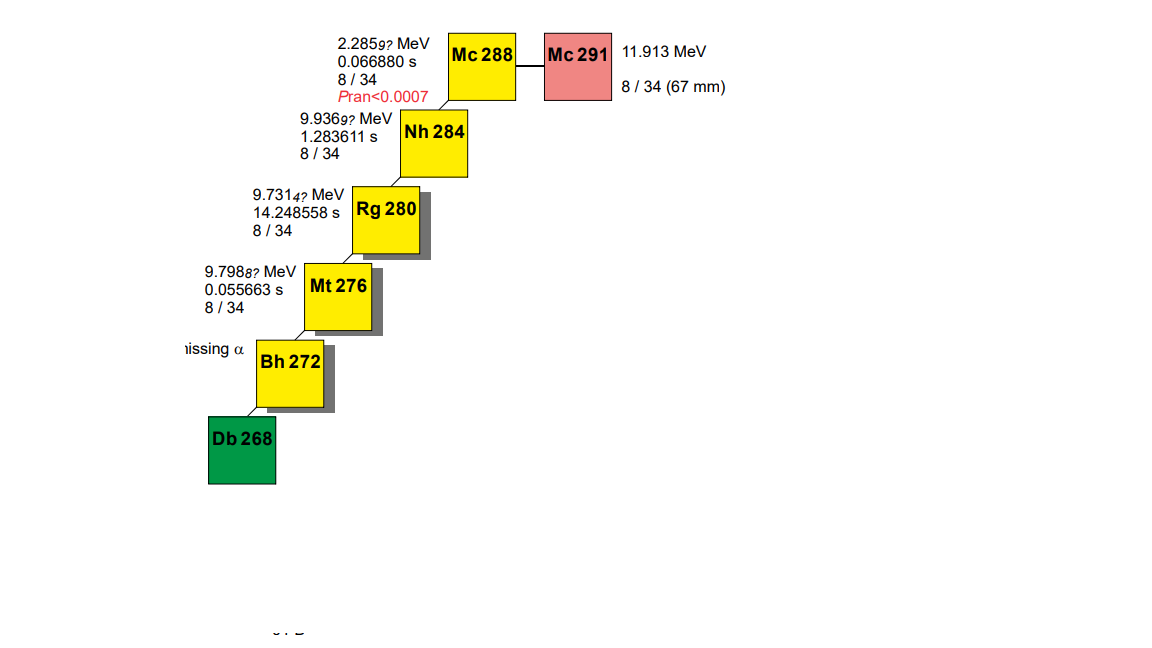 2.2859? MeV
0.066880 s
8 / 34
Pran<0.0007
Mc 288
Mc 291
11.913 MeV
8 / 34 (67 mm)
9.9369? MeV
1.283611 s
8 / 34
Nh 284
9.7314? MeV
14.248558 s
8 / 34
Rg 280
9.7988? MeV
0.055663 s
8 / 34
Mt 276
issing α
Bh 272
Db 268